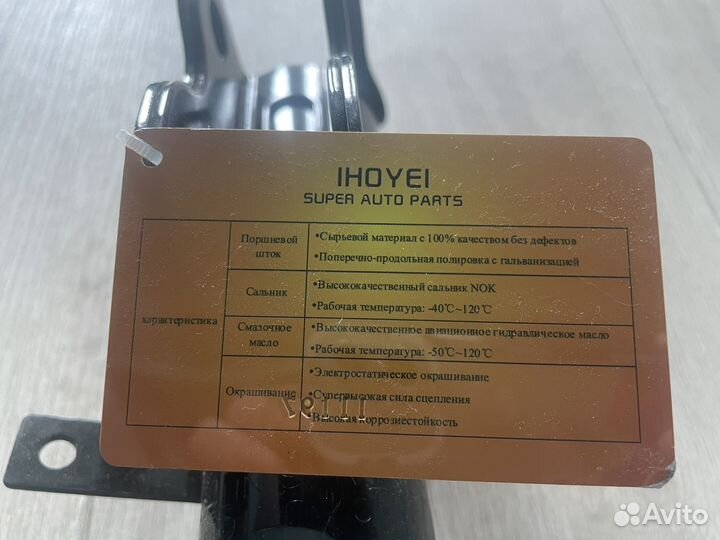 IHOYEI
SUPER AUTO PARTS
характеристика
Поршневой
шток
•Сырьевой материал с 100% качеством без дефектов
•Поперечно-продольная полировка с гальванизацией
Сальник
•Высококачественный сальник NOK
•Рабочая температура: -40℃~120℃
Смазочное
масло
•Высококачественное авиационное гидравлическое масло
•Рабочая температура: -50℃~120℃
Окрашивание
•Электростатическое окрашивание
•Супервысокая сила сцепления
•Высокая коррозиестойкость
Avito